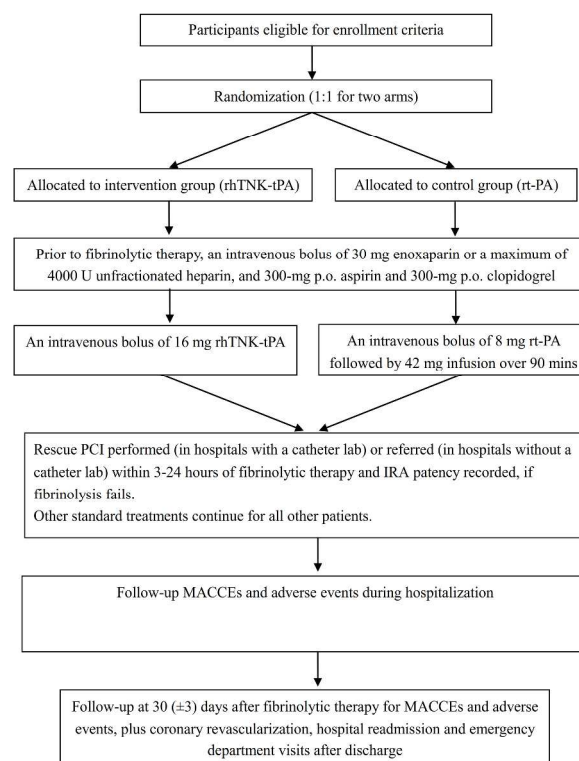 Participants eligible for enrollment criteria
Randomization (1:1 for two arms)
Allocated to intervention group (rhTNK-tPA)
Allocated to control group (rt-PA)
Prior to fibrinolytic therapy, an intravenous bolus of 30 mg enoxaparin or a maximum of
4000 U unfractionated heparin, and 300-mg p.o. aspirin and 300-mg p.o. clopidogrel
An intravenous bolus of 16 mg rhTNK-tPA
An intravenous bolus of 8 mg rt-PA
followed by 42 mg infusion over 90 mins
Rescue PCI performed (in hospitals with a catheter lab) or referred (in hospitals without a
catheter lab) within 3-24 hours of fibrinolytic therapy and IRA patency recorded, if
fibrinolysis fails.
Other standard treatments continue for all other patients.
Follow-up MACCEs and adverse events during hospitalization
Follow-up at 30 (±3) days after fibrinolytic therapy for MACCEs and adverse
events, plus coronary revascularization, hospital readmission and emergency
department visits after discharge